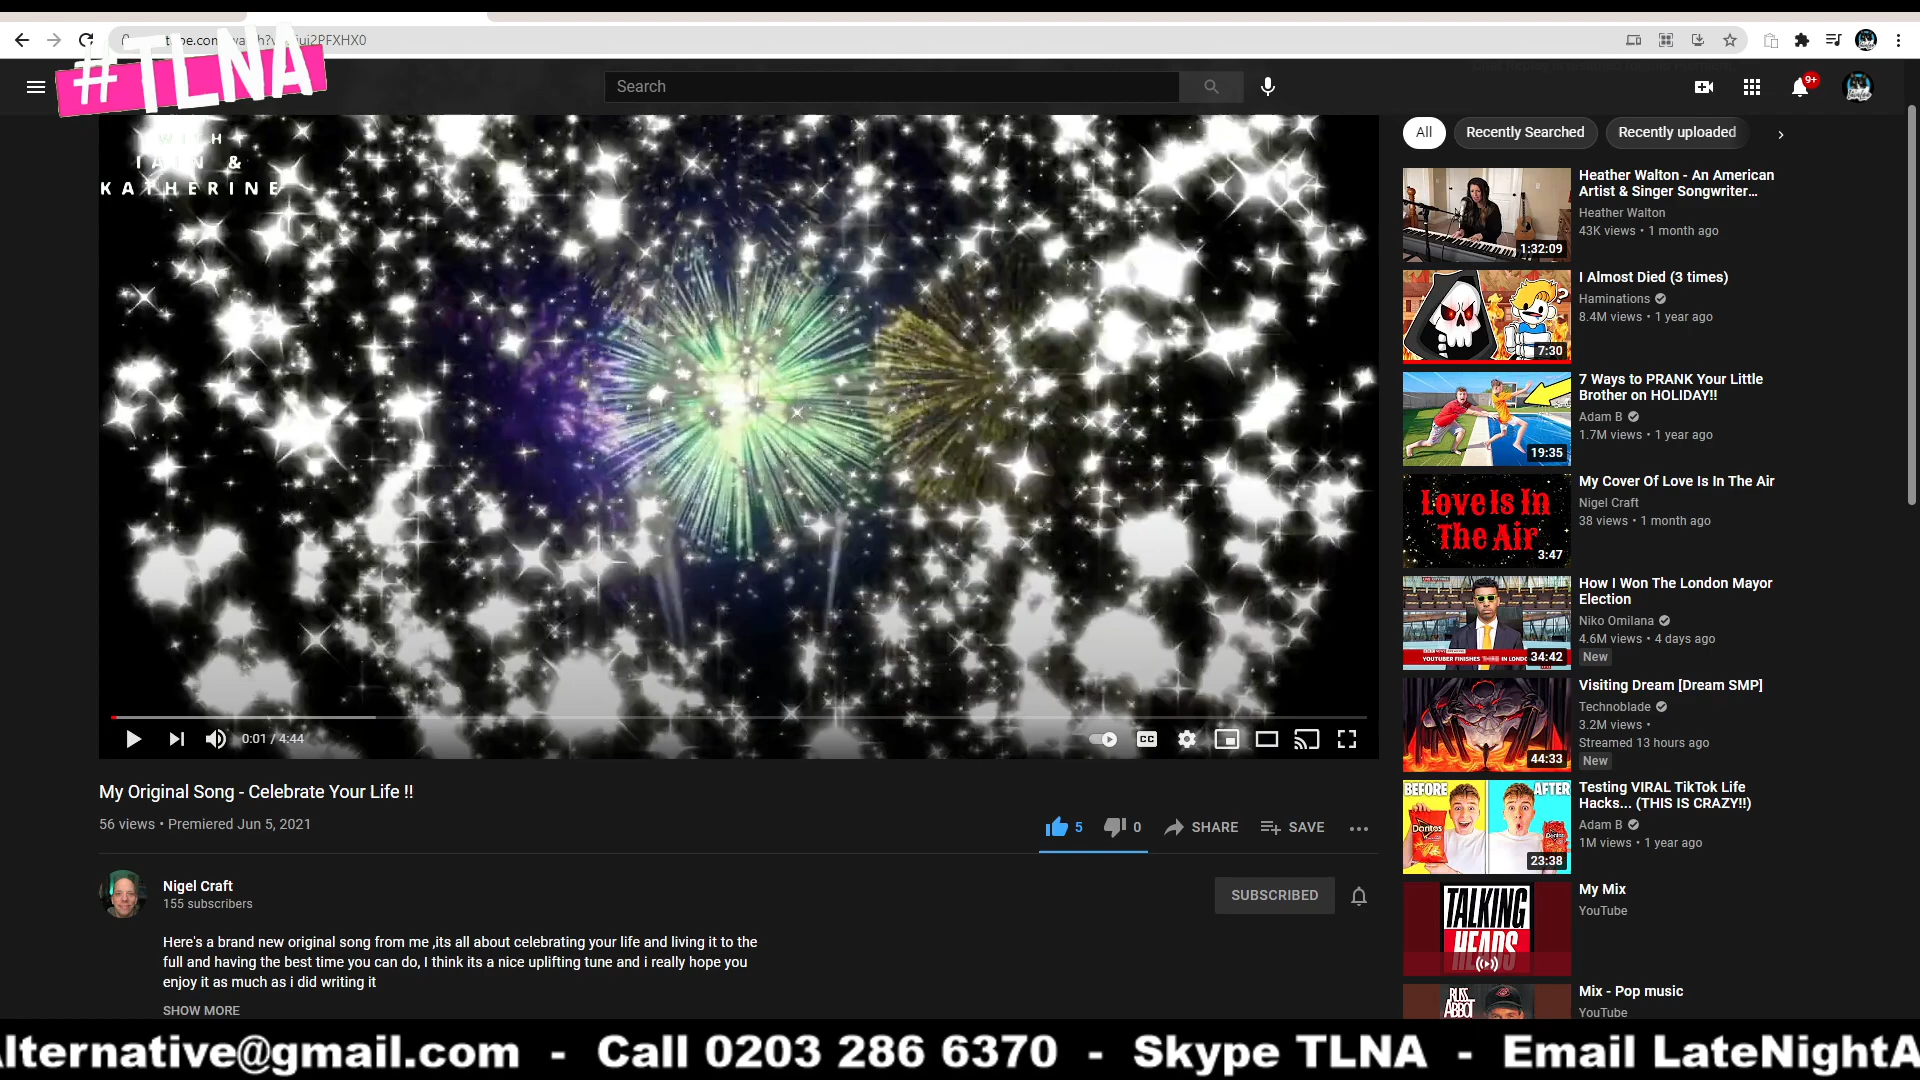 #TLNA
WITH
IAIN &
KATHERINE
Search
9+
All
Recently Searched
Recently uploaded
Heather Walton - An American
Artist & Singer Songwriter...
Heather Walton
43K views • 1 month ago
1:32:09
I Almost Died (3 times)
Haminations
8.4M views • 1 year ago
7:30
7 Ways to PRANK Your Little
Brother on HOLIDAY!!
Adam B
1.7M views • 1 year ago
19:35
Love Is In
The Air
3:47
My Cover Of Love Is In The Air
Nigel Craft
38 views • 1 month ago
How I Won The London Mayor
Election
Niko Omilana
4.6M views • 4 days ago
New
34:42
Visiting Dream [Dream SMP]
Technoblade
3.2M views •
Streamed 13 hours ago
New
44:33
BEFORE
AFTER
Doritos
23:38
Testing VIRAL TikTok Life
Hacks... (THIS IS CRAZY!!)
Adam B
1M views • 1 year ago
TALKING
HEADS
My Mix
YouTube
RUSS
ABBOT
Mix - Pop music
YouTube
0:01 / 4:44
CC
My Original Song - Celebrate Your Life !!
56 views • Premiered Jun 5, 2021
5
0
SHARE
SAVE
Nigel Craft
155 subscribers
SUBSCRIBED
Here's a brand new original song from me ,its all about celebrating your life and living it to the
full and having the best time you can do, I think its a nice uplifting tune and i really hope you
enjoy it as much as i did writing it
SHOW MORE
lternative@gmail.com - Call 0203 286 6370 - Skype TLNA - Email LateNightA